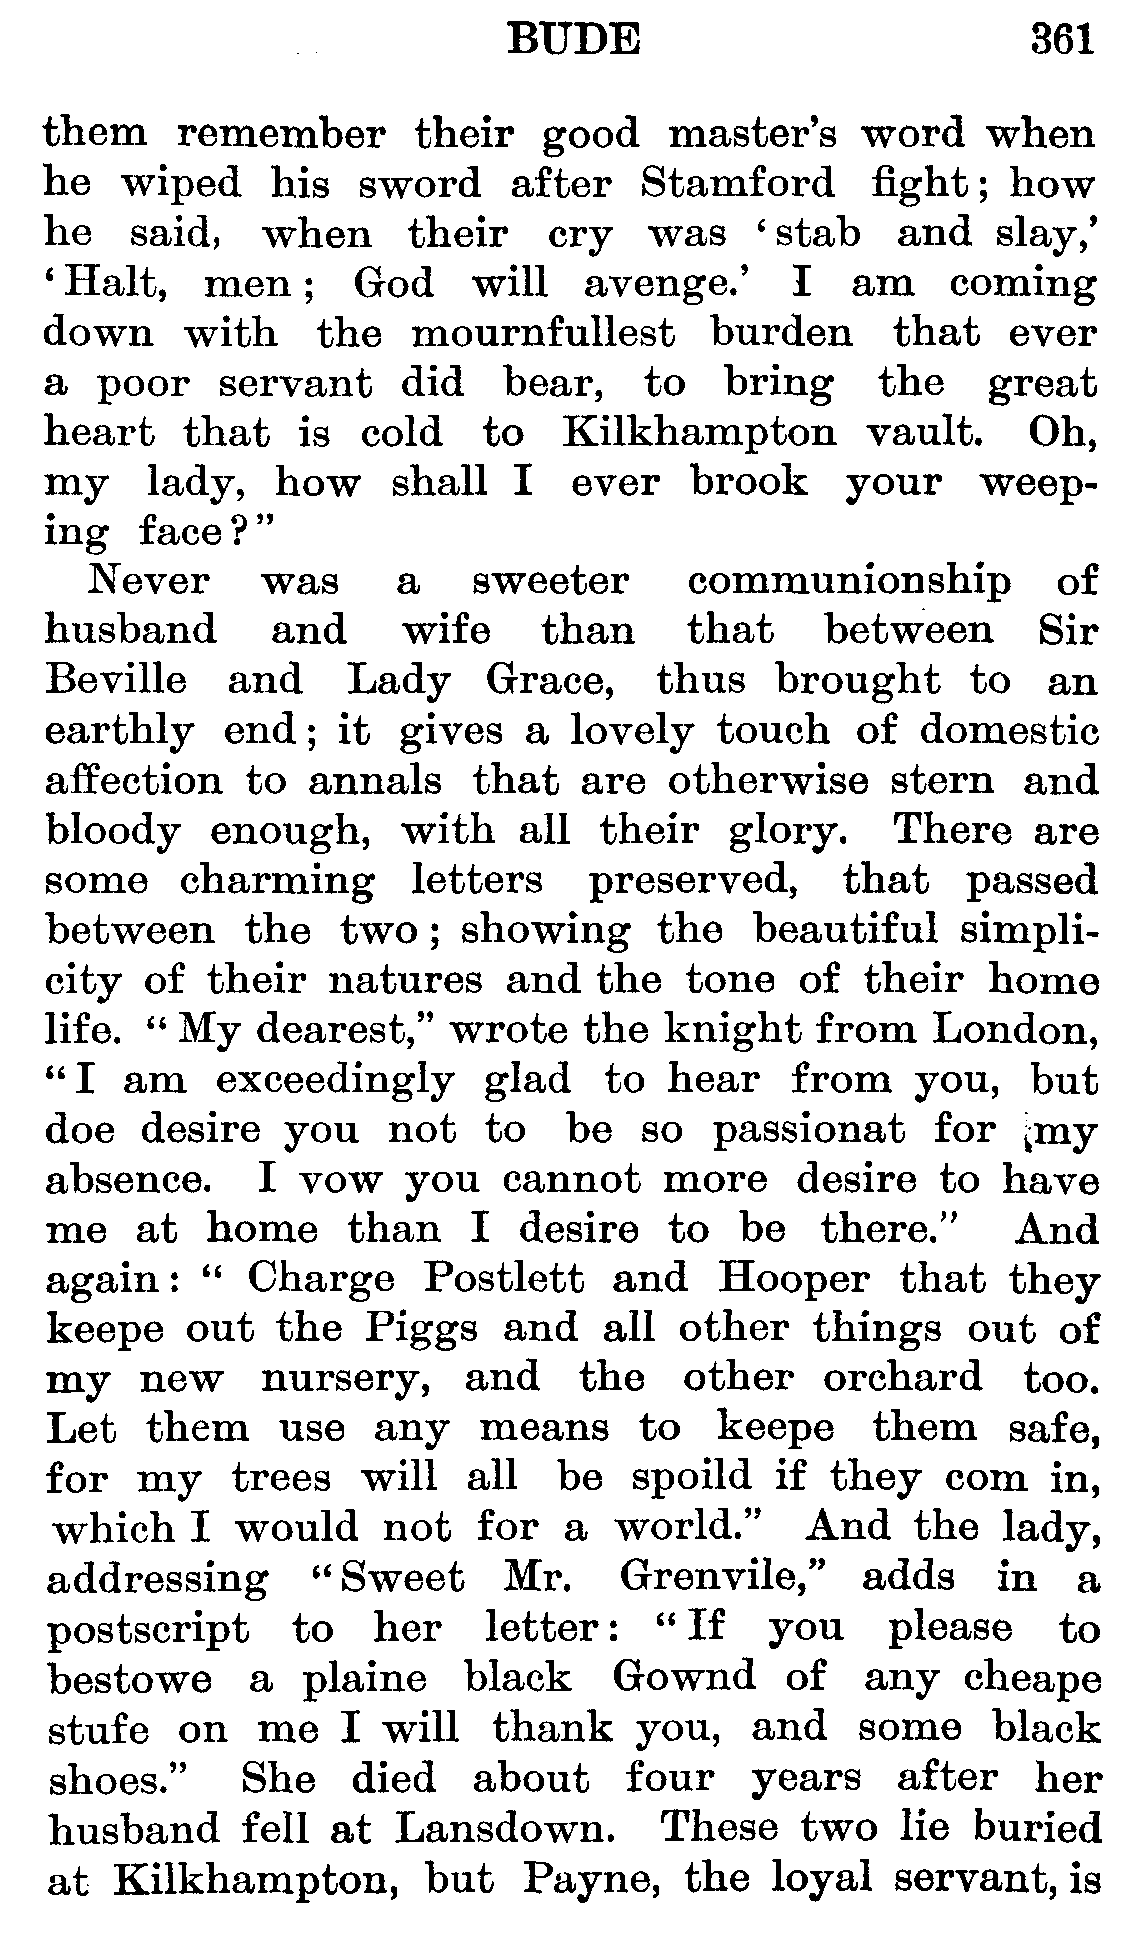 BUDE 361
them remember their good master's word when
he wiped his sword after Stamford fight; how
he said, when their cry was ‘stab and slay,’
‘Halt, men; God will avenge.’ I am coming
down with the mournfullest burden that ever
a poor servant did bear, to bring the great
heart that is cold to Kilkhampton vault. Oh,
my lady, how shall I ever brook your weep-
ing face?”
Never was a sweeter communionship of
husband and wife than that between Sir
Beville and Lady Grace, thus brought to an
earthly end; it gives a lovely touch of domestic
affection to annals that are otherwise stern and
bloody enough, with all their glory. There are
some charming letters preserved, that passed
between the two; showing the beautiful simpli-
city of their natures and the tone of their home
life. “My dearest,” wrote the knight from London,
“I am exceedingly glad to hear from you, but
doe desire you not to be so passionat for my
absence. I vow you cannot more desire to have
me at home than I desire to be there.” And
again: “Charge Postlett and Hooper that they
keepe out the Piggs and all other things out of
my new nursery, and the other orchard too.
Let them use any means to keepe them safe,
for my trees will all be spoild if they com in,
which I would not for a world.” And the lady,
addressing “Sweet Mr. Grenvile,” adds in a
postscript to her letter: “If you please to
bestowe a plaine black Gownd of any cheape
stufe on me I will thank you, and some black
shoes.” She died about four years after her
husband fell at Lansdown. These two lie buried
at Kilkhampton, but Payne, the loyal servant, is